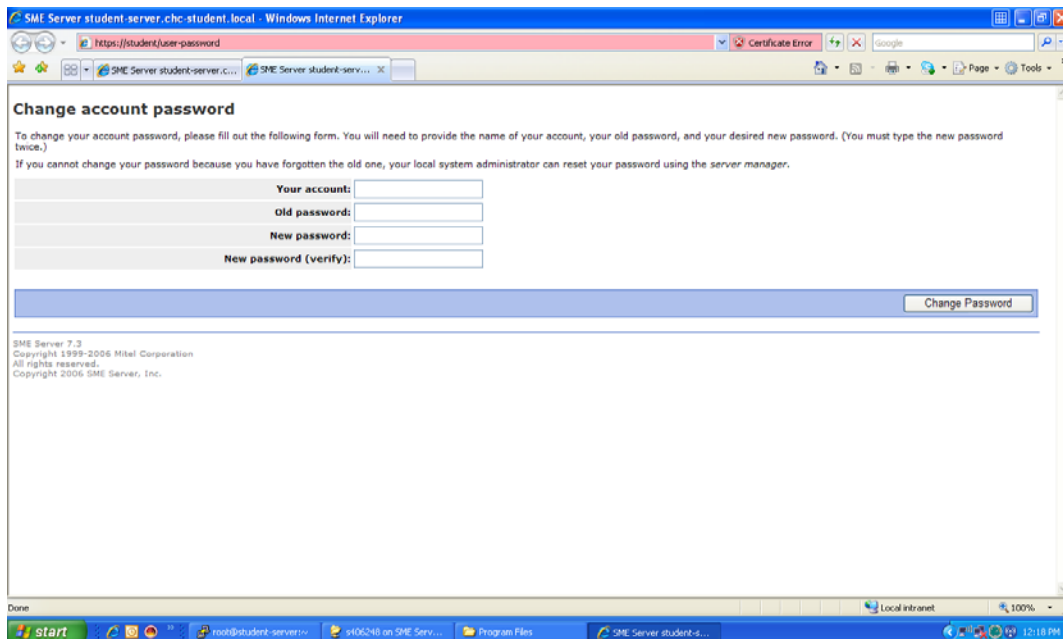 SME Server student-server.chc-student.local - Windows Internet Explorer
https://student/user-password
Certificate Error
Google
SME Server student-server.c...
SME Server student-serv...
Page
Tools
Change account password
To change your account password, please fill out the following form. You will need to provide the name of your account, your old password, and your desired new password. (You must type the new password
twice.)
If you cannot change your password because you have forgotten the old one, your local system administrator can reset your password using the server manager.
Your account:
Old password:
New password:
New password (verify):
Change Password
SME Server 7.3
Copyright 1999-2006 Mitel Corporation
All rights reserved.
Copyright 2006 SME Server, Inc.
Done
Local intranet
100%
start
root@student-server:~
s406248 on SME Serv...
Program Files
SME Server student-s...
12:18 PM